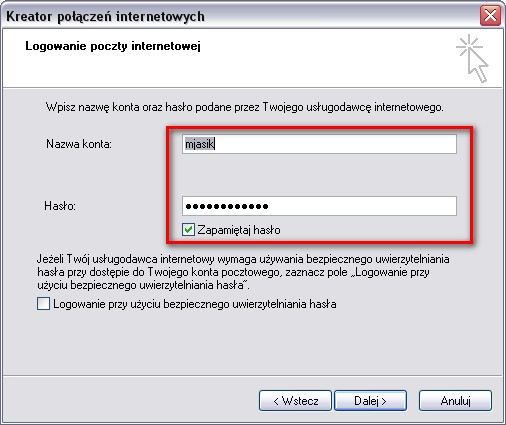 Kreator połączeń internetowych
Logowanie poczty internetowej
Wpisz nazwę konta oraz hasło podane przez Twojego usługodawcę internetowego.
Nazwa konta:
mjasik
Hasło:
●●●●●●●●●●●●
Zapamiętaj hasło
Jeżeli Twój usługodawca internetowy wymaga używania bezpiecznego uwierzytelniania
hasła przy dostępie do Twojego konta pocztowego, zaznacz pole „Logowanie przy
użyciu bezpiecznego uwierzytelniania hasła”.
Logowanie przy użyciu bezpiecznego uwierzytelniania hasła
< Wstecz
Dalej >
Anuluj